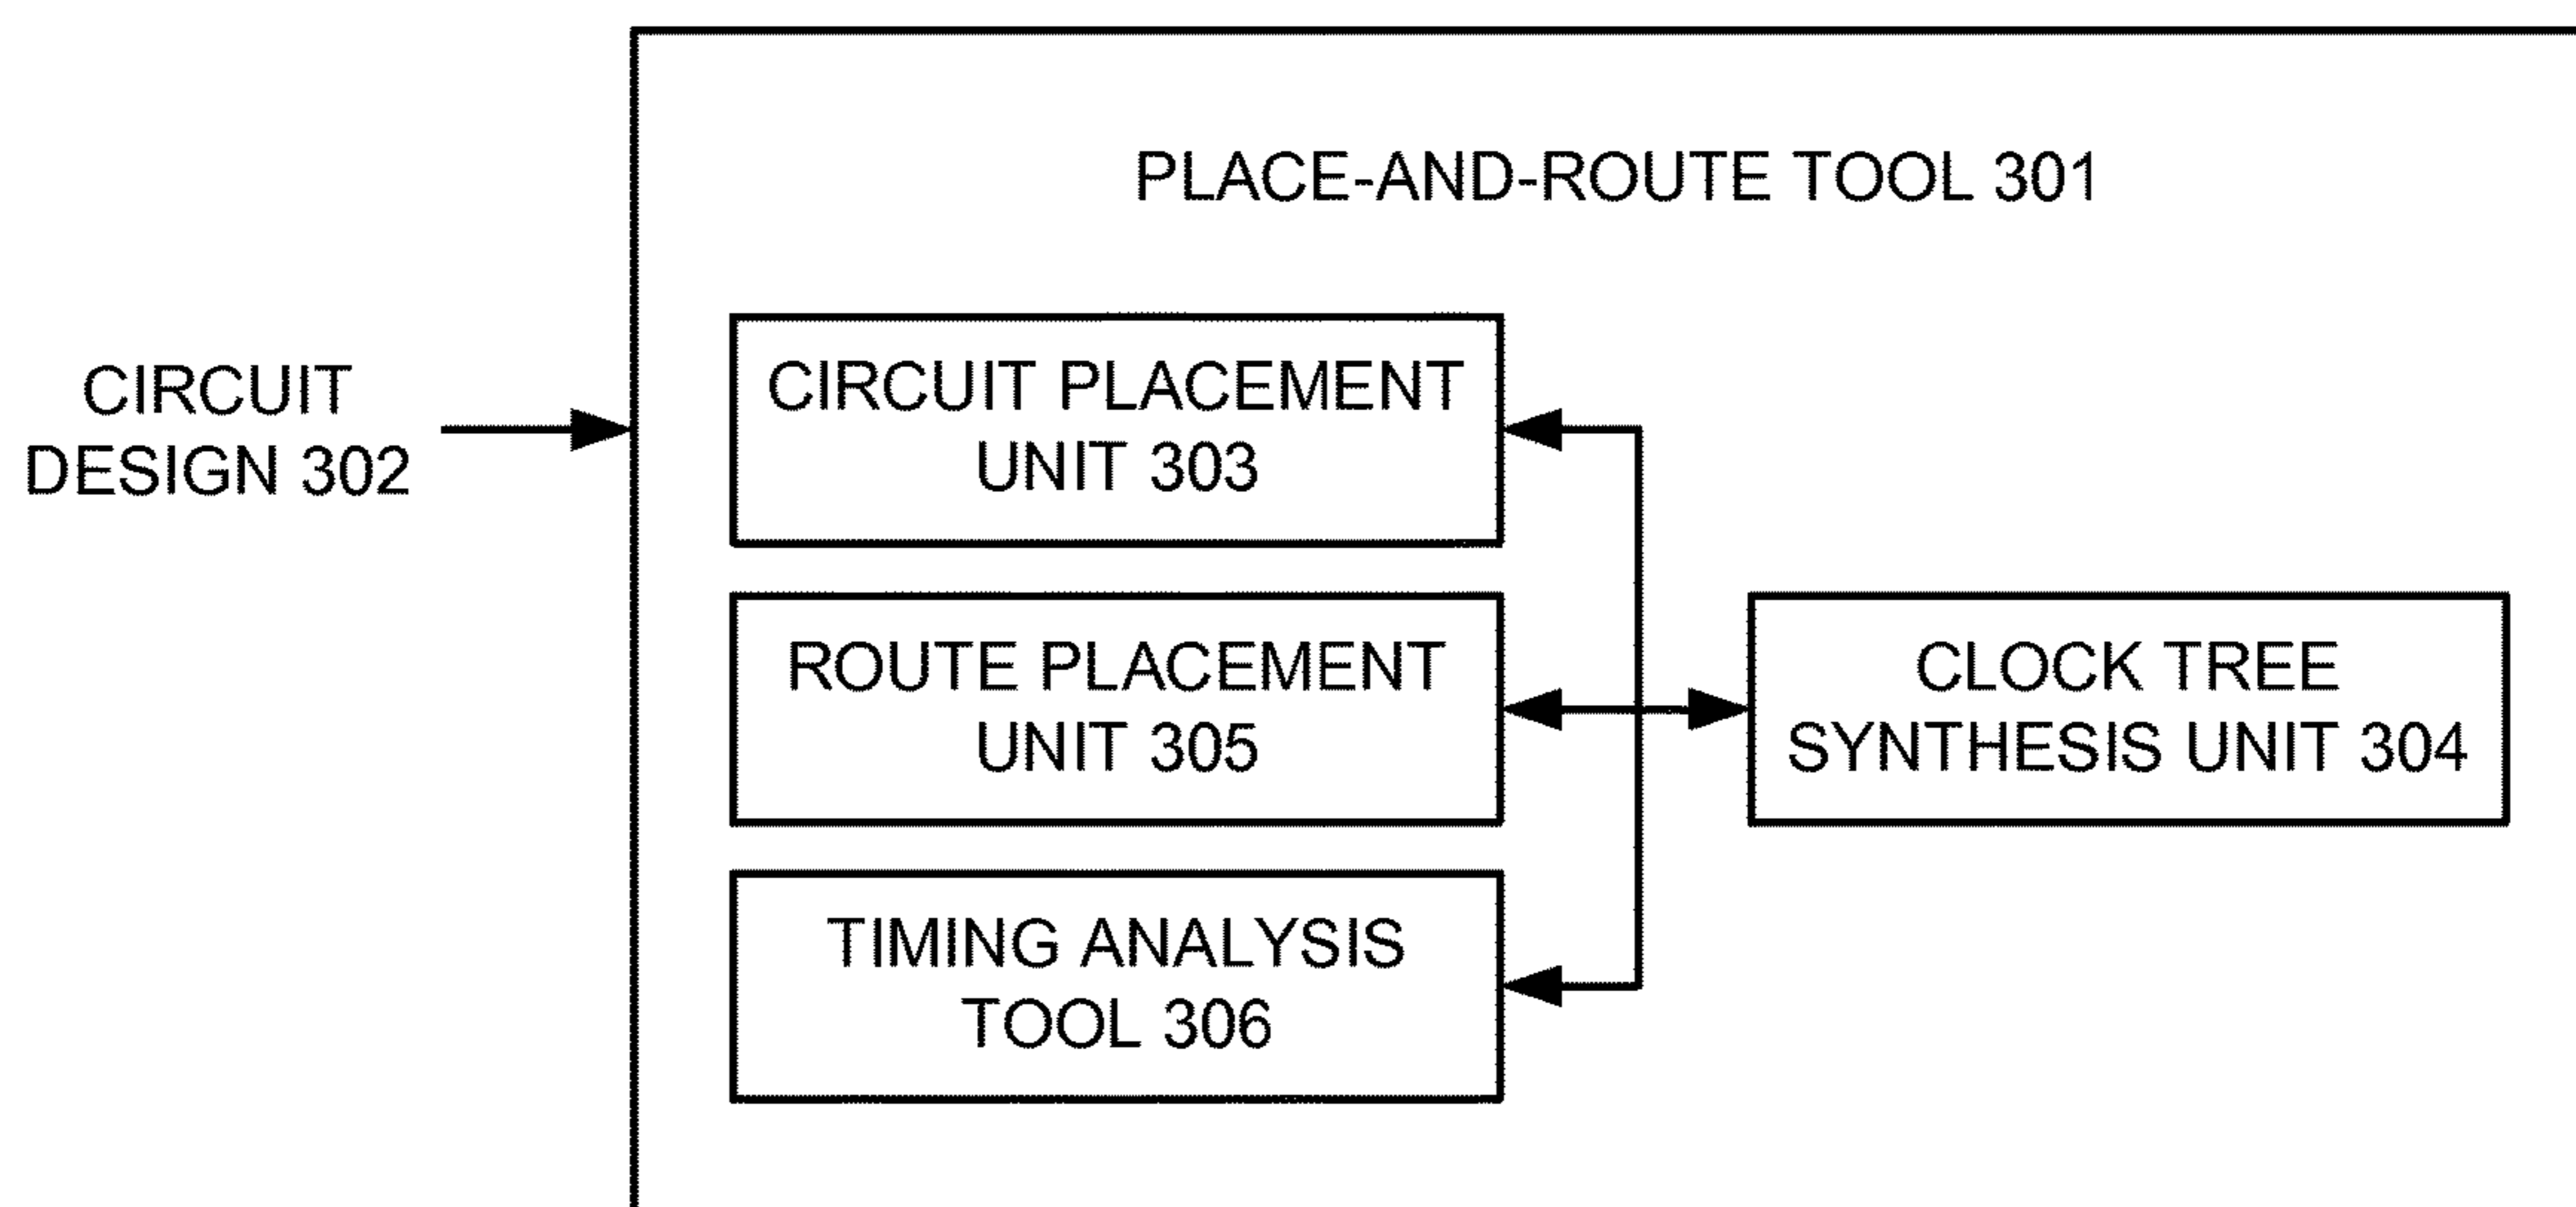 PLACE-AND-ROUTE TOOL 301
CIRCUIT
DESIGN 302
CIRCUIT PLACEMENT
UNIT 303
ROUTE PLACEMENT
UNIT 305
CLOCK TREE
SYNTHESIS UNIT 304
TIMING ANALYSIS
TOOL 306